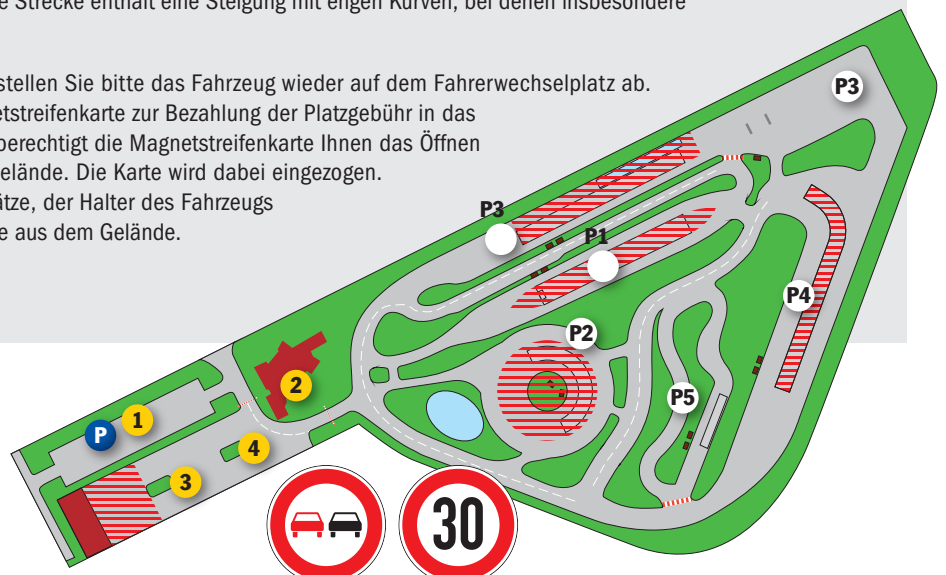 e Strecke enthält eine Steigung mit engen Kurven, bei denen insbesondere
stellen Sie bitte das Fahrzeug wieder auf dem Fahrerwechselplatz ab.
etstreifenkarte zur Bezahlung der Platzgebühr in das
berechtigt die Magnetstreifenkarte Ihnen das Öffnen
elände. Die Karte wird dabei eingezogen.
ätze, der Halter des Fahrzeugs
e aus dem Gelände.
P3
P3
P1
P4
P2
2
P5
1
P
4
3
30